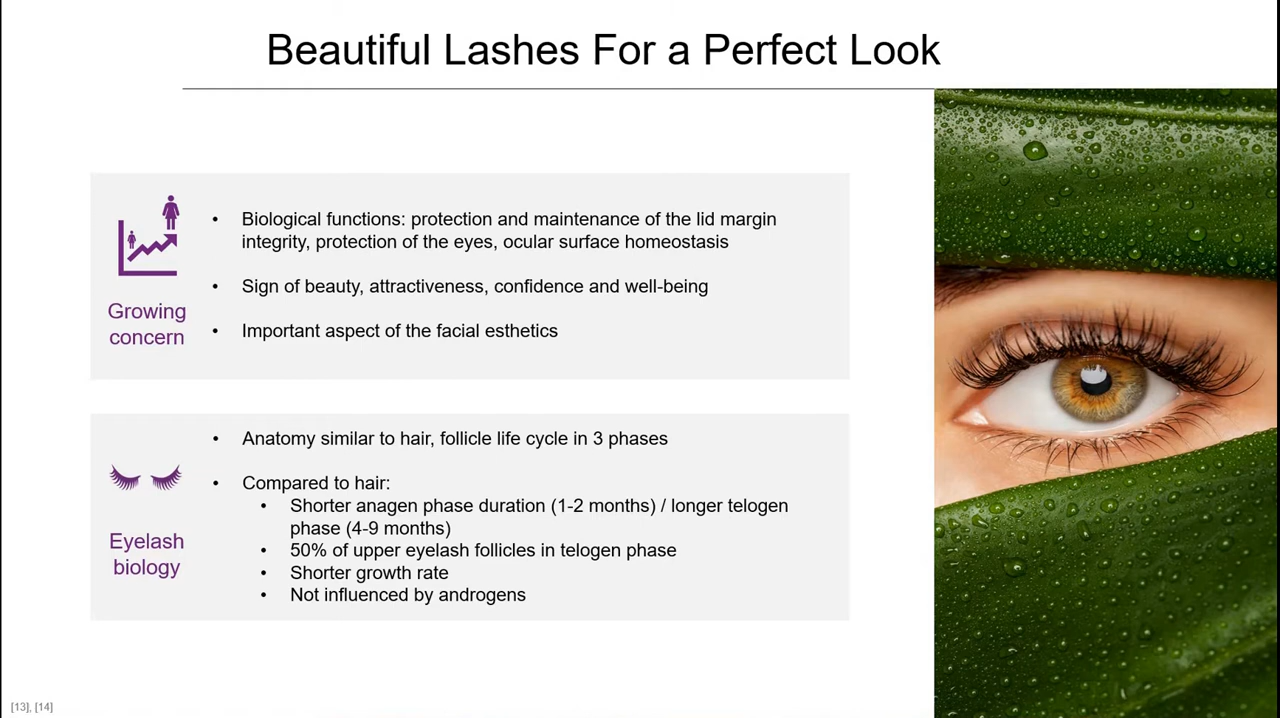 Beautiful Lashes For a Perfect Look
Growing
concern
• Biological functions: protection and maintenance of the lid margin
integrity, protection of the eyes, ocular surface homeostasis
• Sign of beauty, attractiveness, confidence and well-being
• Important aspect of the facial esthetics
Eyelash
biology
• Anatomy similar to hair, follicle life cycle in 3 phases
• Compared to hair:
• Shorter anagen phase duration (1-2 months) / longer telogen
phase (4-9 months)
• 50% of upper eyelash follicles in telogen phase
• Shorter growth rate
• Not influenced by androgens
[13], [14]